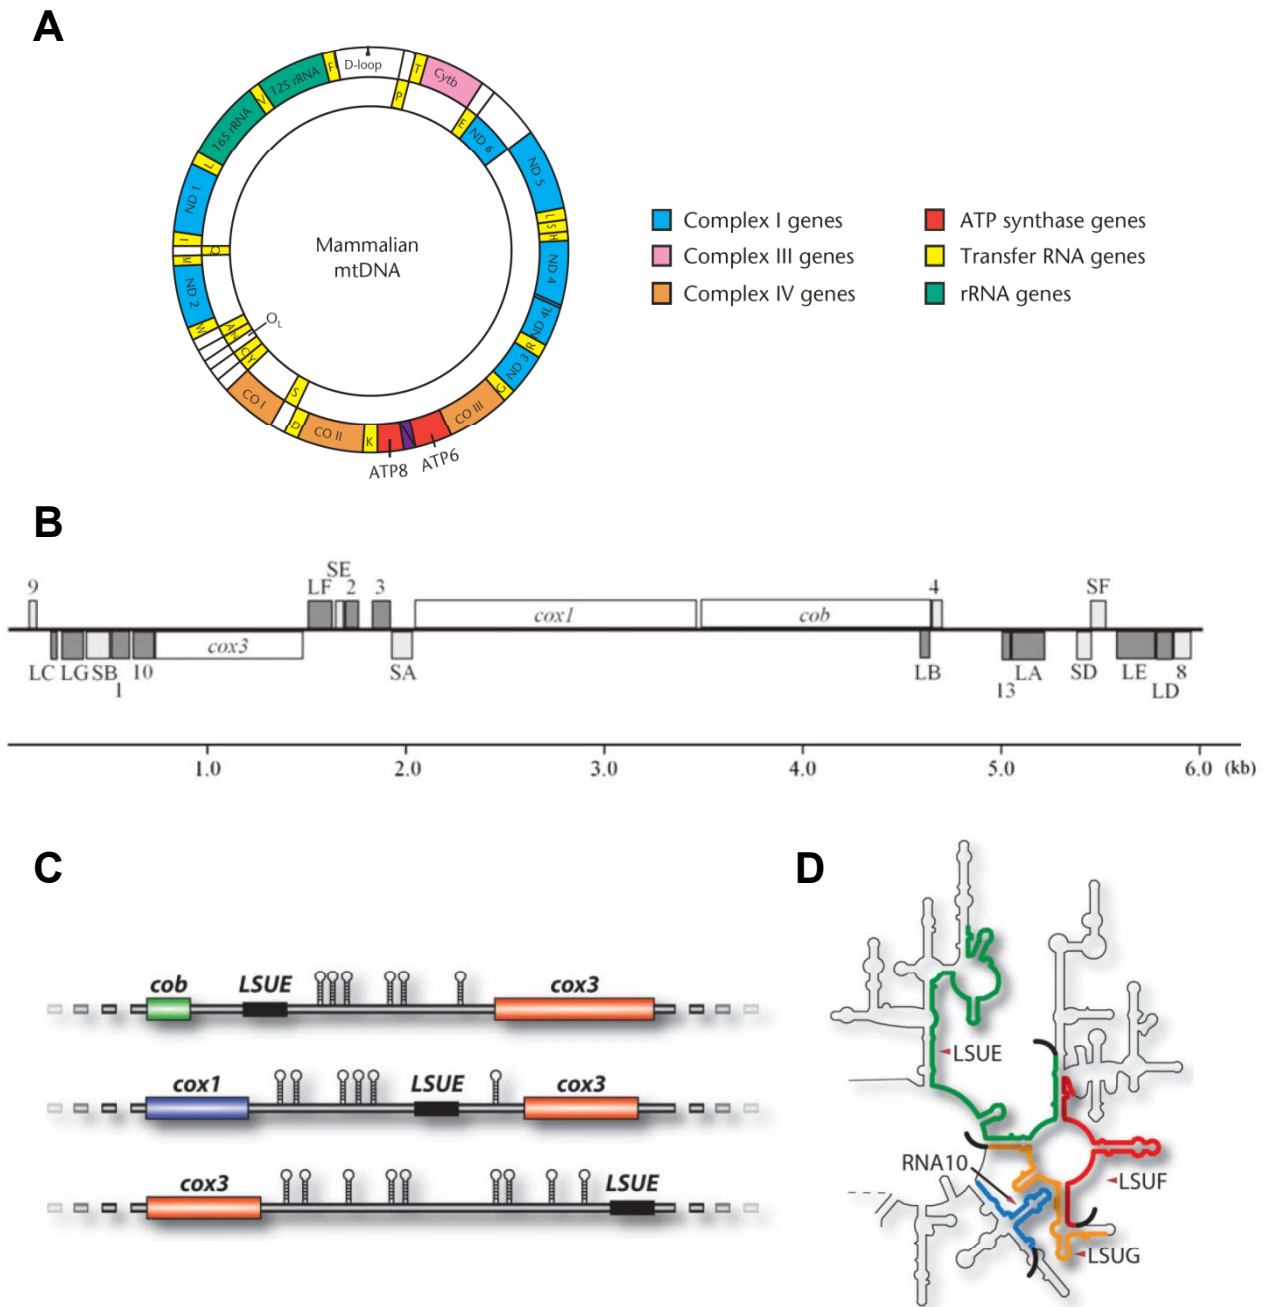 A
D-loop
T
Cytb
P
E
ND 6
ND 5
L
S
H
ND 4
ND 4L
R
ND 3
G
CO III
ATP6
ATP8
K
CO II
D
S
CO I
Y
C
N
A
O_L
W
ND 2
M
Q
I
ND 1
L
16S rRNA
V
12S rRNA
F
Mammalian
mtDNA
Complex I genes
Complex III genes
Complex IV genes
ATP synthase genes
Transfer RNA genes
rRNA genes
B
9 LF SE 2 3 cox1 cob 4 SF
LC LG SB 1 10 cox3 SA LB 13 LA SD LE LD 8
1.0 2.0 3.0 4.0 5.0 6.0 (kb)
C
cob LSUE cox3
cox1 LSUE cox3
cox3 LSUE
D
LSUE
RNA10
LSUF
LSUG